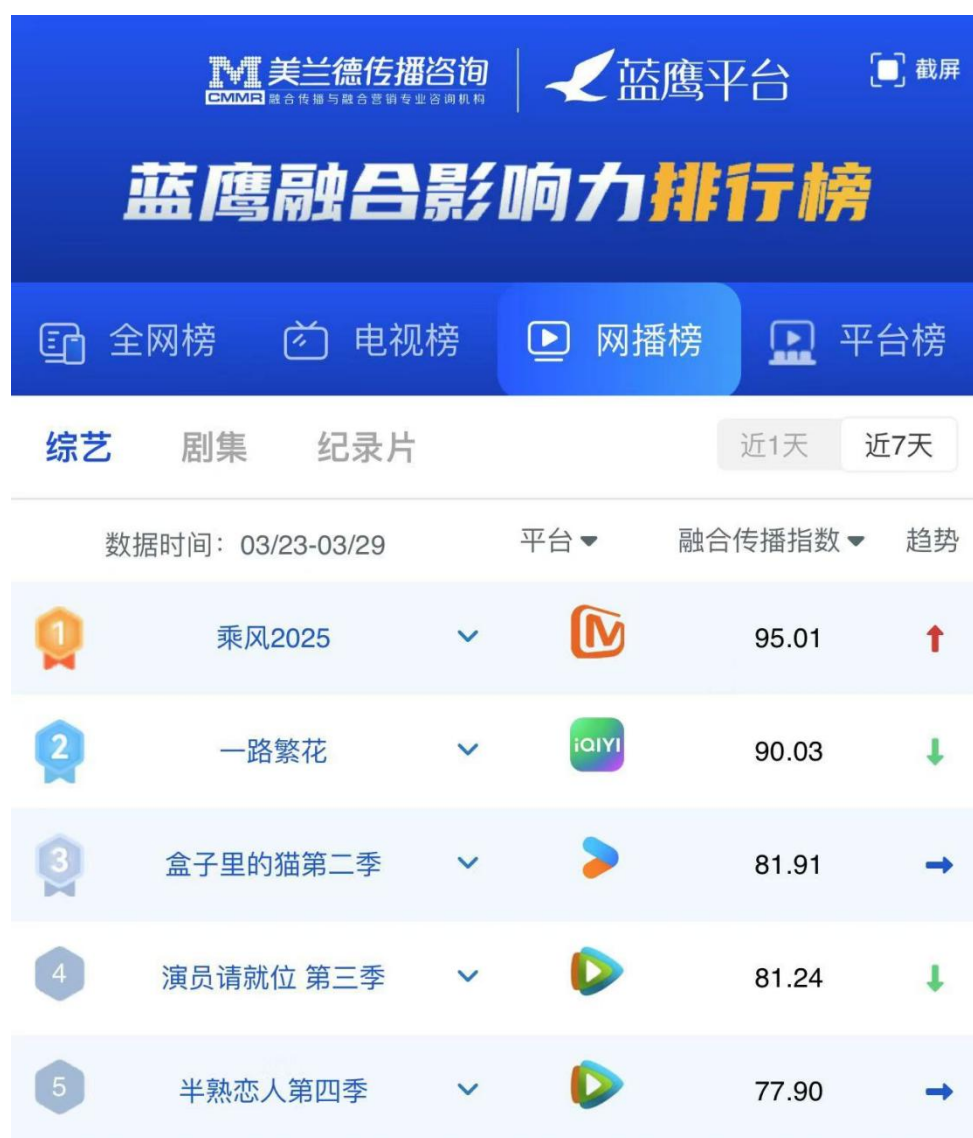 美兰德传播咨询
CMMR 融合传播与融合营销专业咨询机构
蓝鹰平台
截屏
蓝鹰融合影响力排行榜
全网榜 电视榜 网播榜 平台榜
综艺 剧集 纪录片 近1天 近7天
数据时间：03/23-03/29 平台 融合传播指数 趋势
1 乘风2025 95.01
2 一路繁花 iQIYI 90.03
3 盒子里的猫第二季 81.91
4 演员请就位 第三季 81.24
5 半熟恋人第四季 77.90